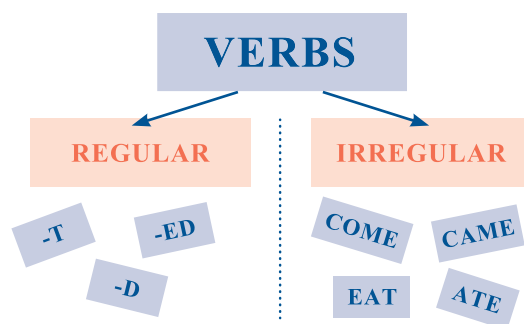 VERBS
REGULAR
IRREGULAR
-T
-ED
-D
COME
CAME
EAT
ATE